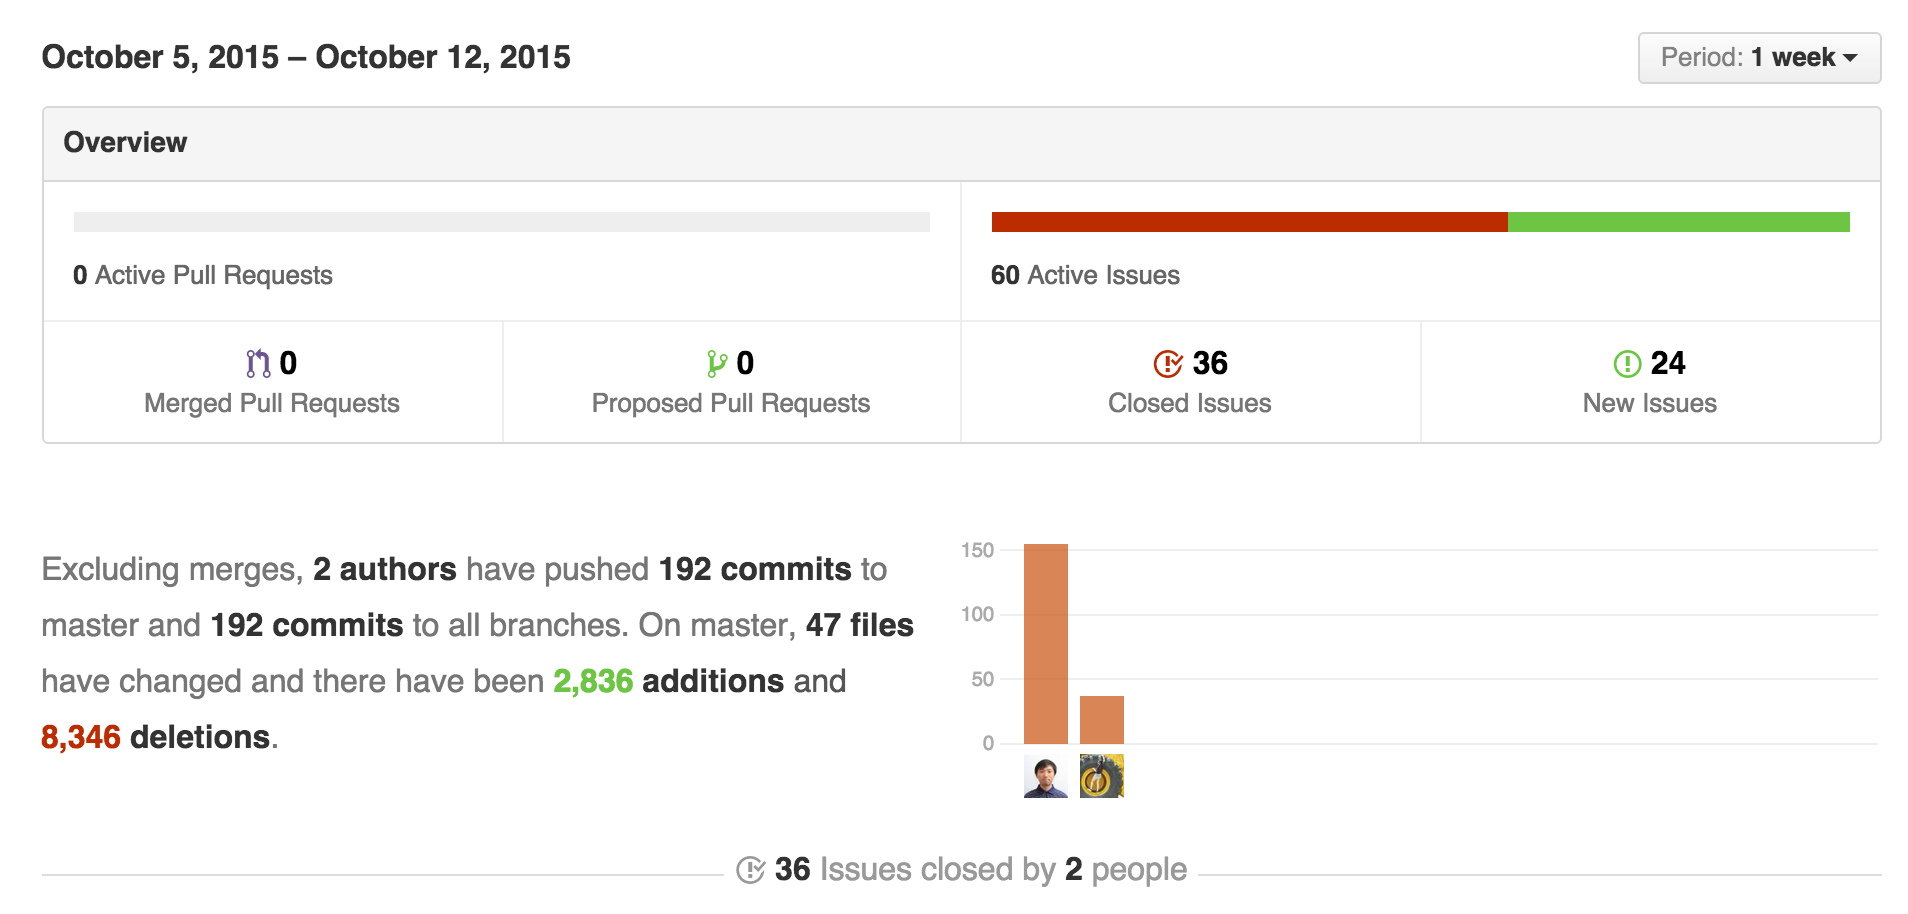 October 5, 2015 – October 12, 2015
Period: 1 week
Overview
0 Active Pull Requests
60 Active Issues
0
Merged Pull Requests
0
Proposed Pull Requests
36
Closed Issues
24
New Issues
Excluding merges, 2 authors have pushed 192 commits to
master and 192 commits to all branches. On master, 47 files
have changed and there have been 2,836 additions and
8,346 deletions.
150
100
50
0
36 Issues closed by 2 people